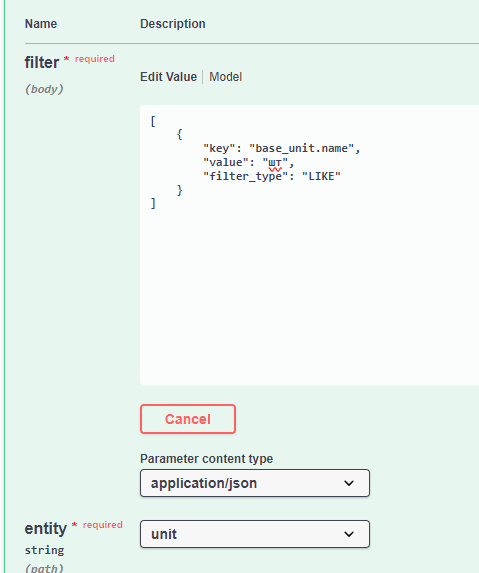 Name Description
filter * required
(body)
Edit Value | Model
[
    {
        "key": "base_unit.name",
        "value": "шт",
        "filter_type": "LIKE"
    }
]
Cancel
Parameter content type
application/json
entity * required
unit
string
(path)